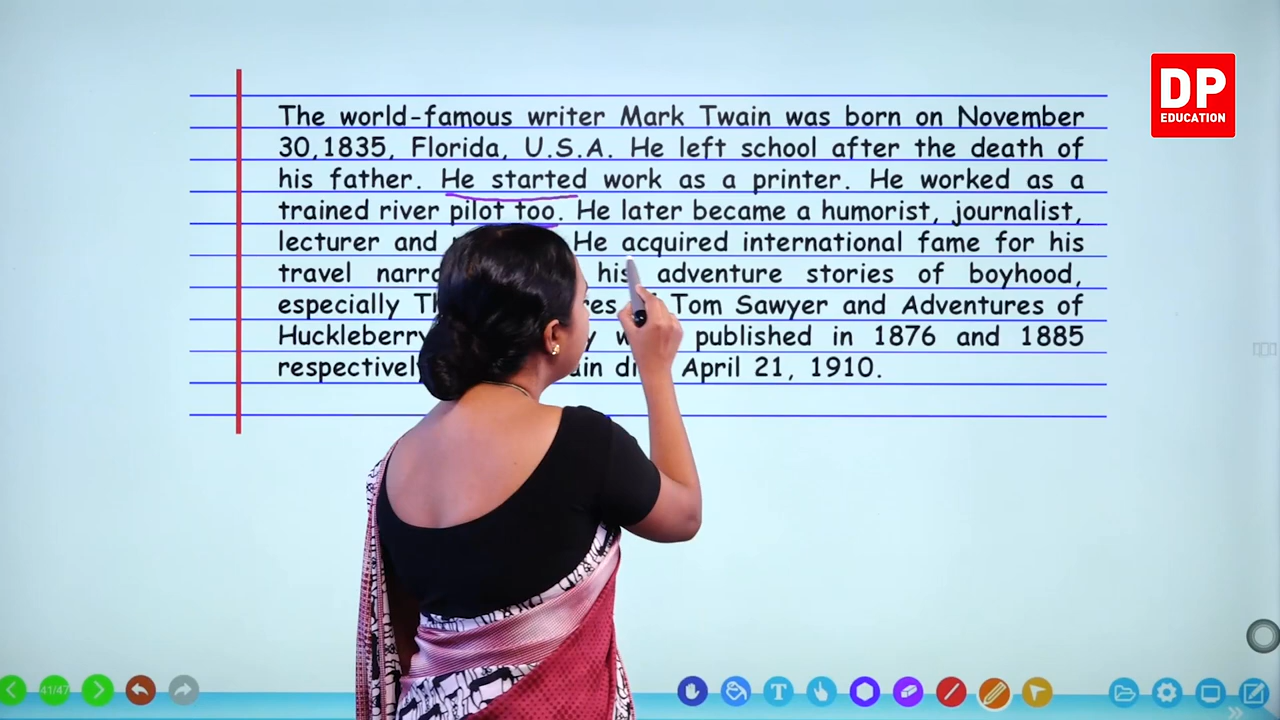 DP
EDUCATION
The world-famous writer Mark Twain was born on November
30,1835, Florida, U.S.A. He left school after the death of
his father. He started work as a printer. He worked as a
trained river pilot too. He later became a humorist, journalist,
lecturer and He acquired international fame for his
travel his adventure stories of boyhood,
especially Tom Sawyer and Adventures of
Huckleberry published in 1876 and 1885
respectively April 21, 1910.
41/47